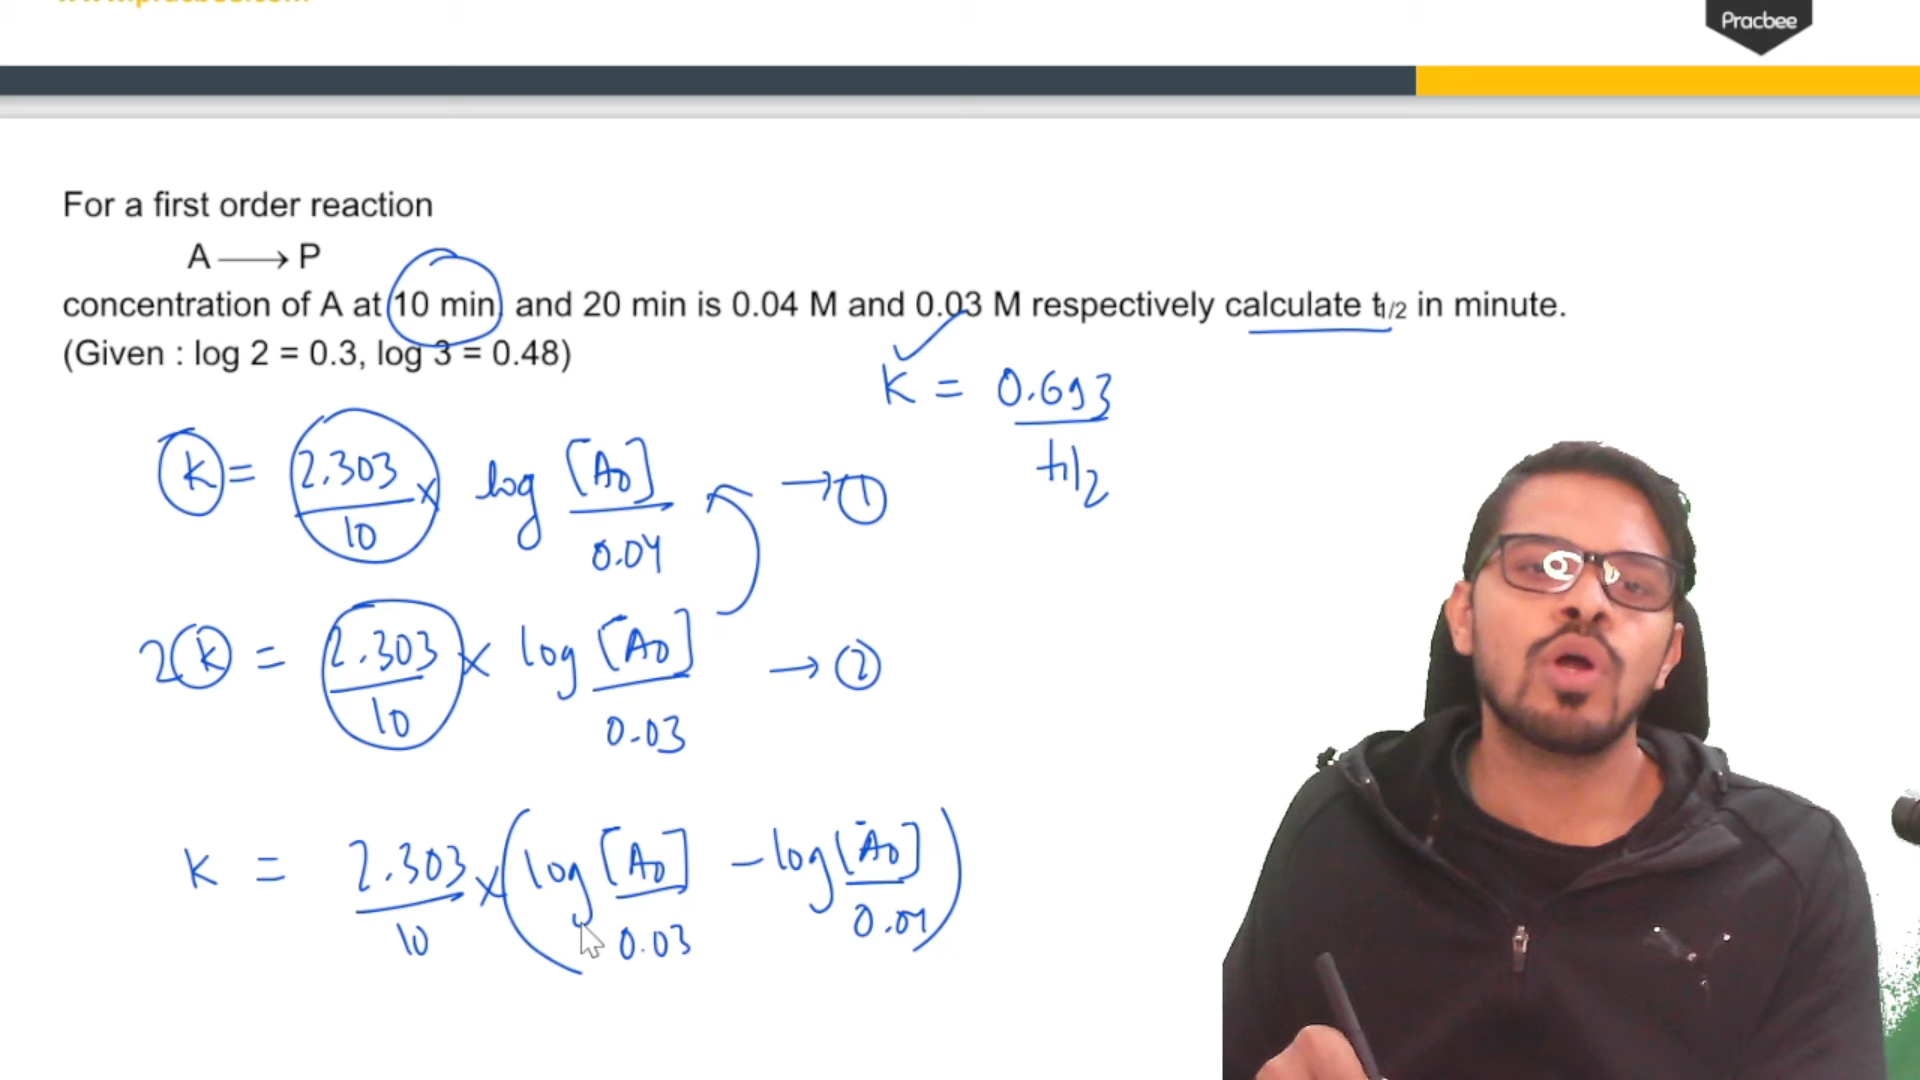 Pracbee
For a first order reaction
A ⟶ P
concentration of A at 10 min and 20 min is 0.04 M and 0.03 M respectively calculate t1/2 in minute.
(Given : log 2 = 0.3, log 3 = 0.48)
K = 0.693 / t1/2
k = 2.303/10 × log [A0]/0.04 → ①
2k = 2.303/10 × log [A0]/0.03 → ②
k = 2.303/10 × (log [A0]/0.03 − log [A0]/0.04)